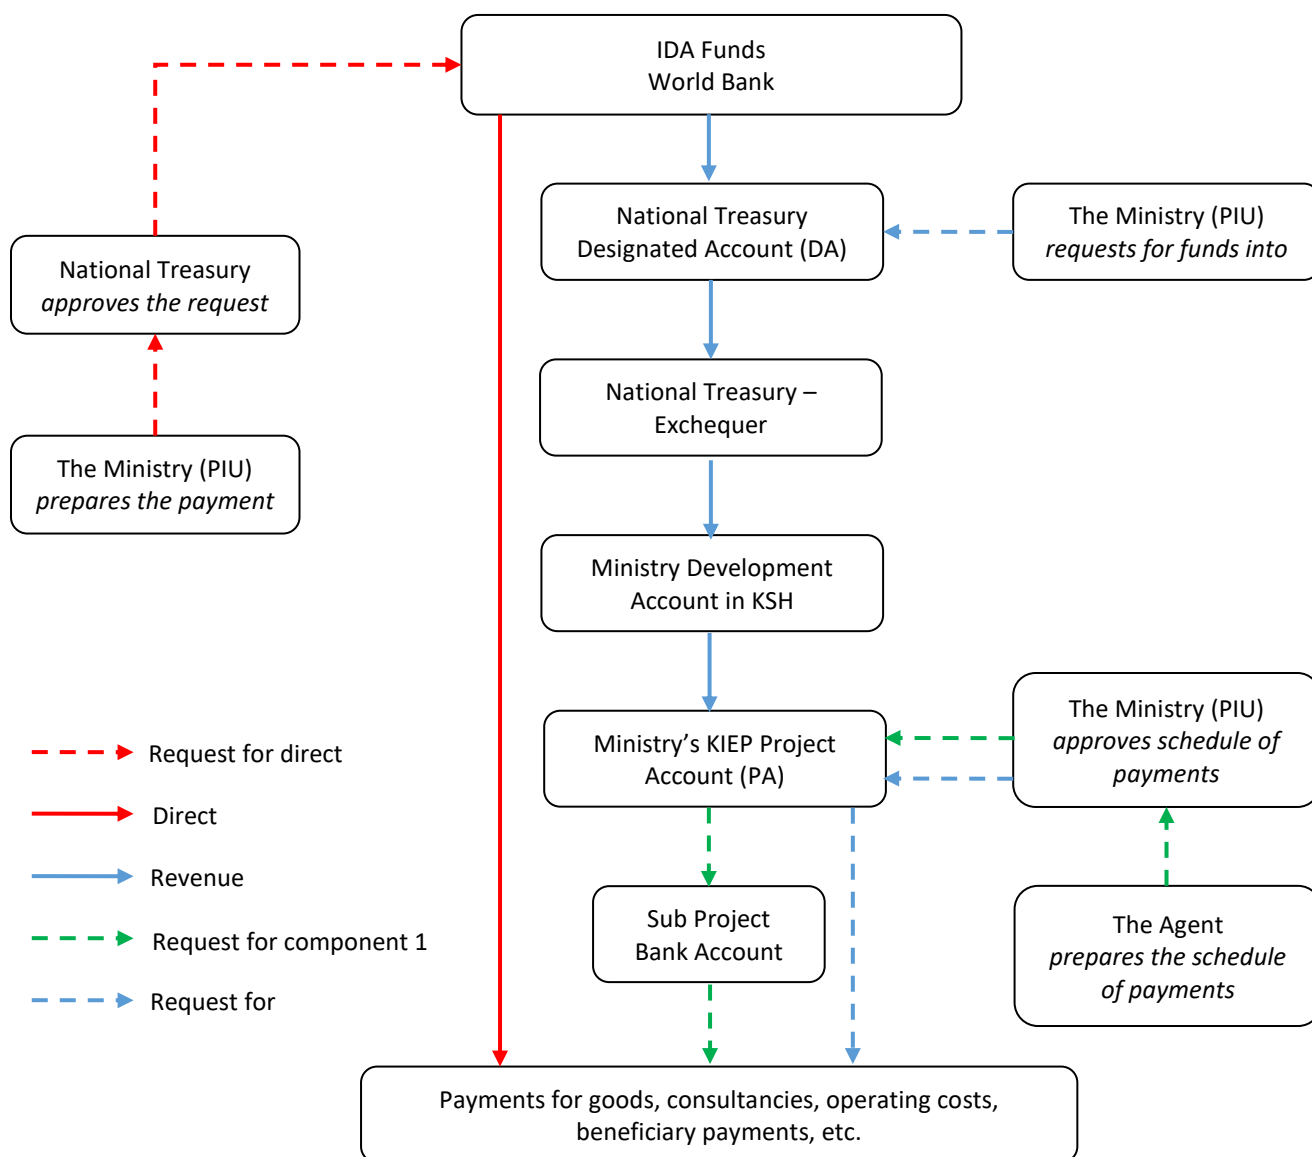 IDA Funds
World Bank
National Treasury
Designated Account (DA)
The Ministry (PIU)
requests for funds into
National Treasury
approves the request
National Treasury –
Exchequer
The Ministry (PIU)
prepares the payment
Ministry Development
Account in KSH
Ministry’s KIEP Project
Account (PA)
The Ministry (PIU)
approves schedule of
payments
Request for direct
Direct
Revenue
Request for component 1
Request for
Sub Project
Bank Account
The Agent
prepares the schedule
of payments
Payments for goods, consultancies, operating costs,
beneficiary payments, etc.